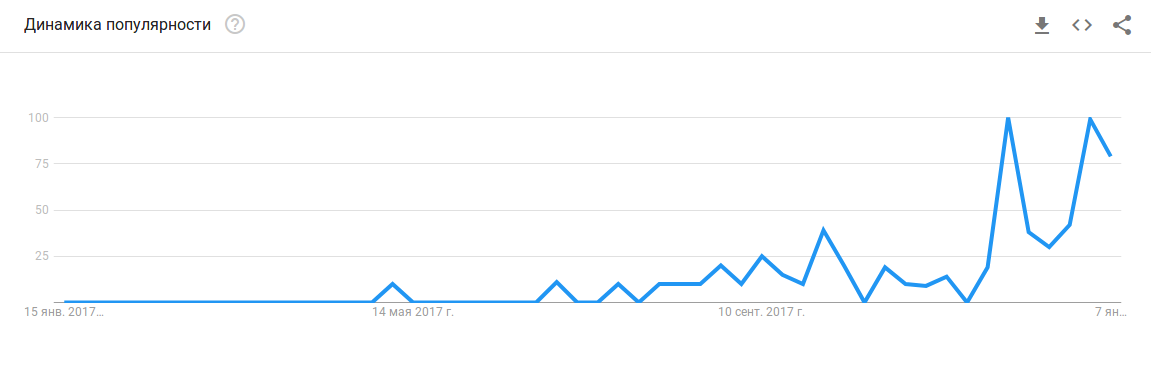 Динамика популярности
100
75
50
25
15 янв. 2017…
14 мая 2017 г.
10 сент. 2017 г.
7 ян…